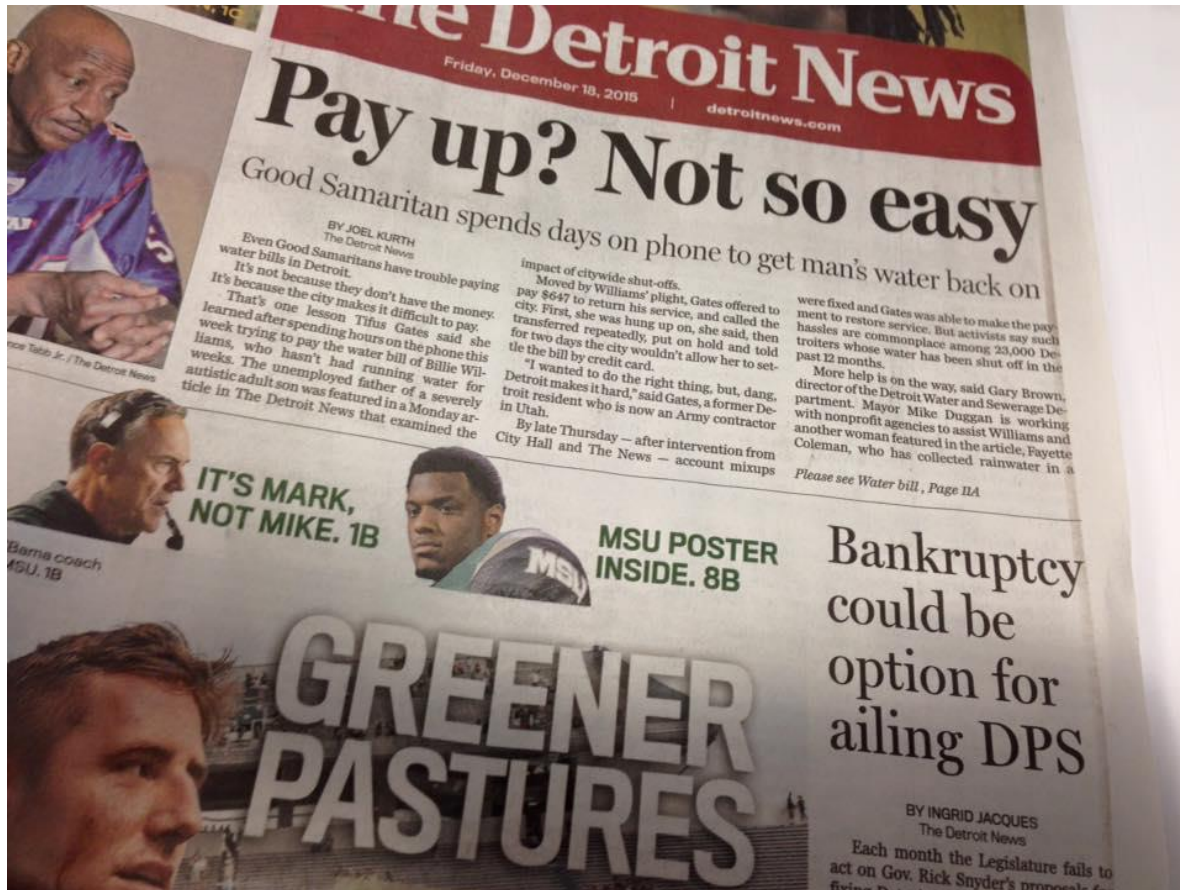 The Detroit News
Friday, December 18, 2015 | detroitnews.com
Pay up? Not so easy
Good Samaritan spends days on phone to get man's water back on
BY JOEL KURTH
The Detroit News
Even Good Samaritans have trouble paying
water bills in Detroit.
It's not because they don't have the money.
It's because the city makes it difficult to pay.
That's one lesson Tifus Gates said she
learned after spending hours on the phone this
week trying to pay the water bill of Billie Wil-
liams, who hasn't had running water for
weeks. The unemployed father of a severely
autistic adult son was featured in a Monday ar-
ticle in The Detroit News that examined the
impact of citywide shut-offs.
Moved by Williams' plight, Gates offered to
pay $647 to return his service, and called the
city. First, she was hung up on, she said, then
transferred repeatedly, put on hold and told
for two days the city wouldn't allow her to set-
tle the bill by credit card.
"I wanted to do the right thing, but, dang,
Detroit makes it hard," said Gates, a former De-
troit resident who is now an Army contractor
in Utah.
By late Thursday — after intervention from
City Hall and The News — account mixups
were fixed and Gates was able to make the pay-
ment to restore service. But activists say such
hassles are commonplace among 23,000 De-
troiters whose water has been shut off in the
past 12 months.
More help is on the way, said Gary Brown,
director of the Detroit Water and Sewerage De-
partment. Mayor Mike Duggan is working
with nonprofit agencies to assist Williams and
another woman featured in the article, Fayette
Coleman, who has collected rainwater in a
Please see Water bill, Page 11A
Tabb Jr. / The Detroit News
IT'S MARK,
NOT MIKE. 1B
MSU
MSU POSTER
INSIDE. 8B
'Bama coach
MSU. 1B
GREENER
PASTURES
Bankruptcy
could be
option for
ailing DPS
BY INGRID JACQUES
The Detroit News
Each month the Legislature fails to
act on Gov. Rick Snyder's